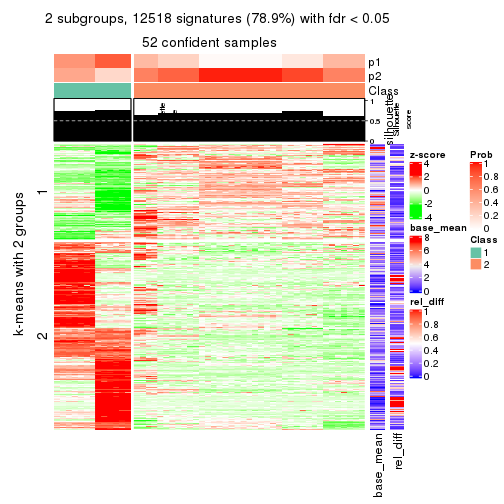 2 subgroups, 12518 signatures (78.9%) with fdr < 0.05
52 confident samples
p1
p2
Class
1
0.5
0
silhouette
Silhouette
score
k-means with 2 groups
1
2
base_mean
rel_diff
z-score
4
2
0
-2
-4
base_mean
8
6
4
2
0
rel_diff
1
0.8
0.6
0.4
0.2
0
Prob
1
0.8
0.6
0.4
0.2
0
Class
1
2